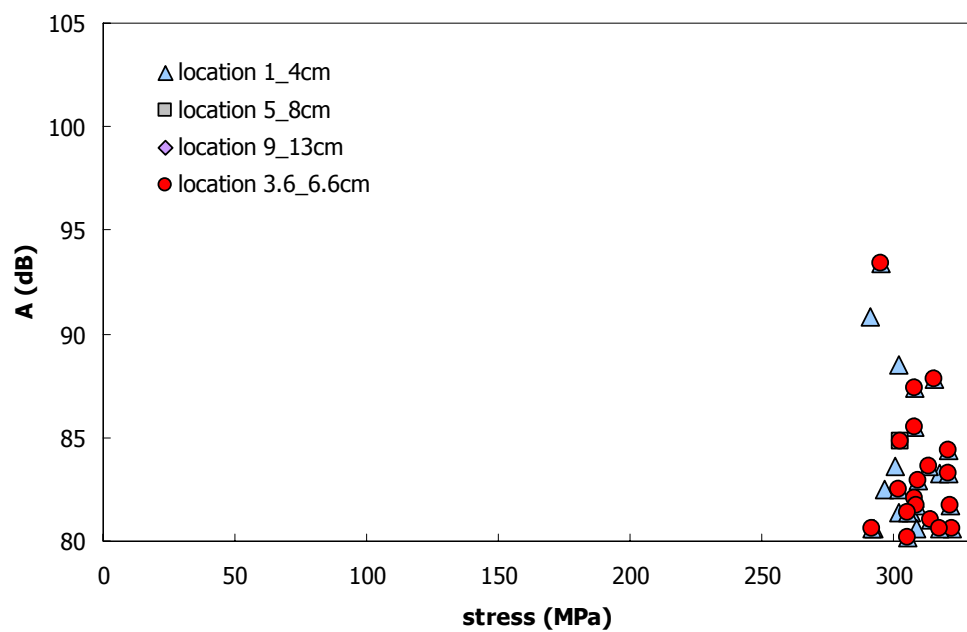 105
100
95
90
85
80
A (dB)
location 1_4cm
location 5_8cm
location 9_13cm
location 3.6_6.6cm
0 50 100 150 200 250 300
stress (MPa)